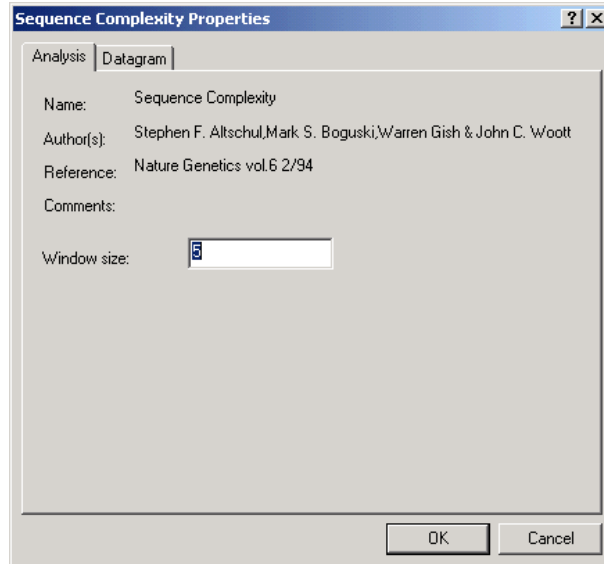 Sequence Complexity Properties
Analysis Datagram
Name: Sequence Complexity
Author(s): Stephen F. Altschul,Mark S. Boguski,Warren Gish & John C. Woott
Reference: Nature Genetics vol.6 2/94
Comments:
Window size: 5
OK Cancel